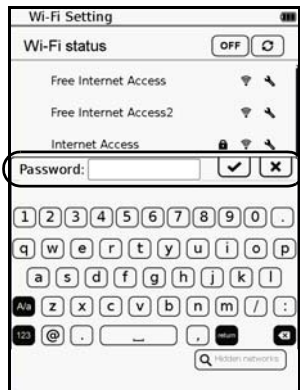 Wi-Fi Setting
Wi-Fi status OFF
Free Internet Access
Free Internet Access2
Internet Access
Password:
1 2 3 4 5 6 7 8 9 0 .
q w e r t y u i o p
a s d f g h j k l
A/a z x c v b n m / :
123 @ . , return
Hidden networks